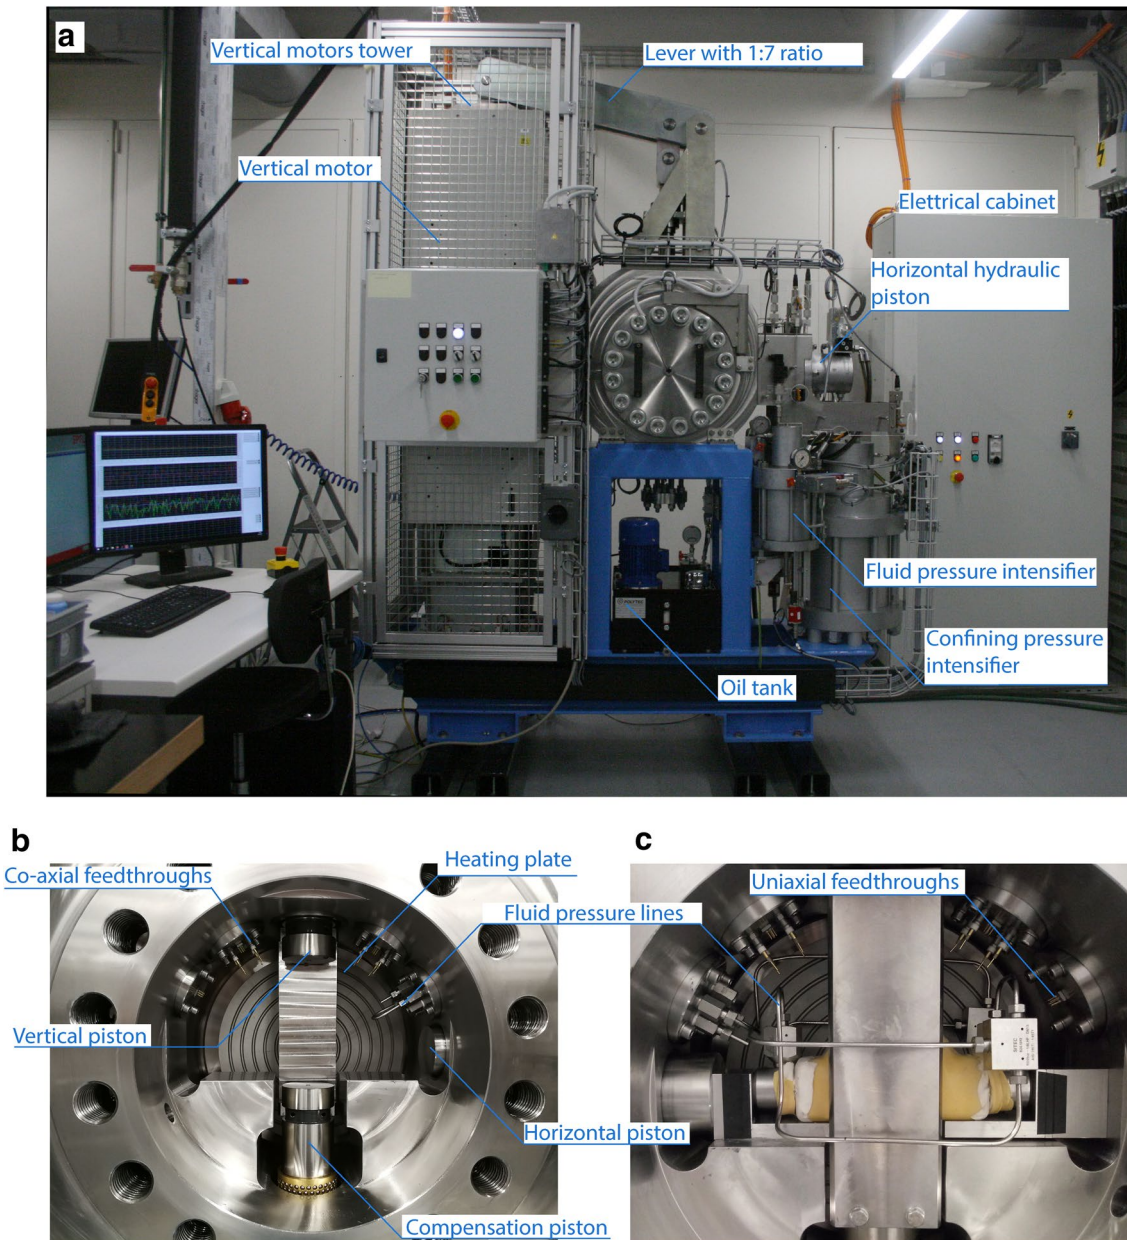 a
Vertical motors tower
Lever with 1:7 ratio
Vertical motor
Elettrical cabinet
Horizontal hydraulic
piston
Fluid pressure intensifier
Confining pressure
intensifier
Oil tank
b
Co-axial feedthroughs
Heating plate
Fluid pressure lines
Vertical piston
Horizontal piston
Compensation piston
c
Uniaxial feedthroughs